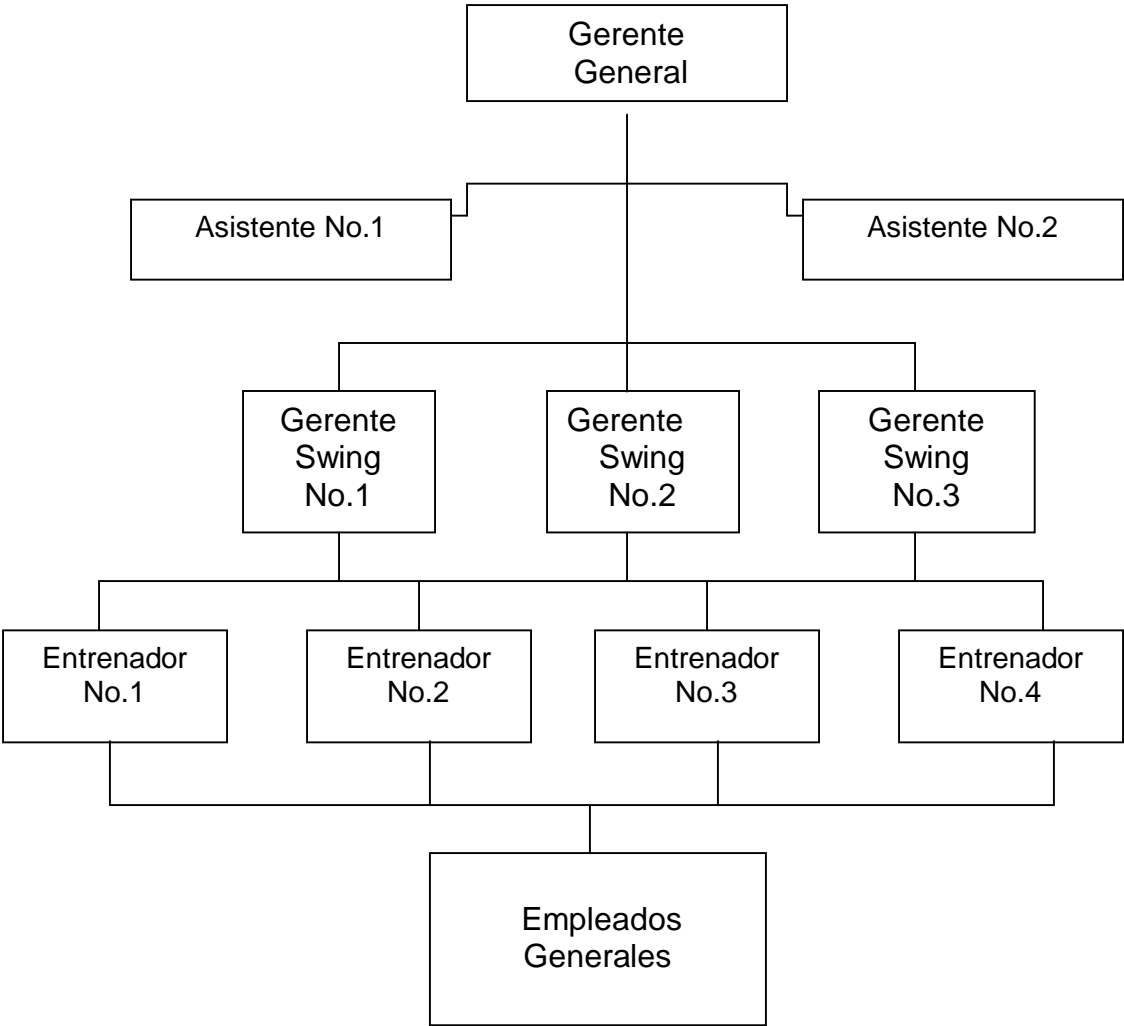 Gerente
General
Asistente No.1
Asistente No.2
Gerente
Swing
No.1
Gerente
Swing
No.2
Gerente
Swing
No.3
Entrenador
No.1
Entrenador
No.2
Entrenador
No.3
Entrenador
No.4
Empleados
Generales